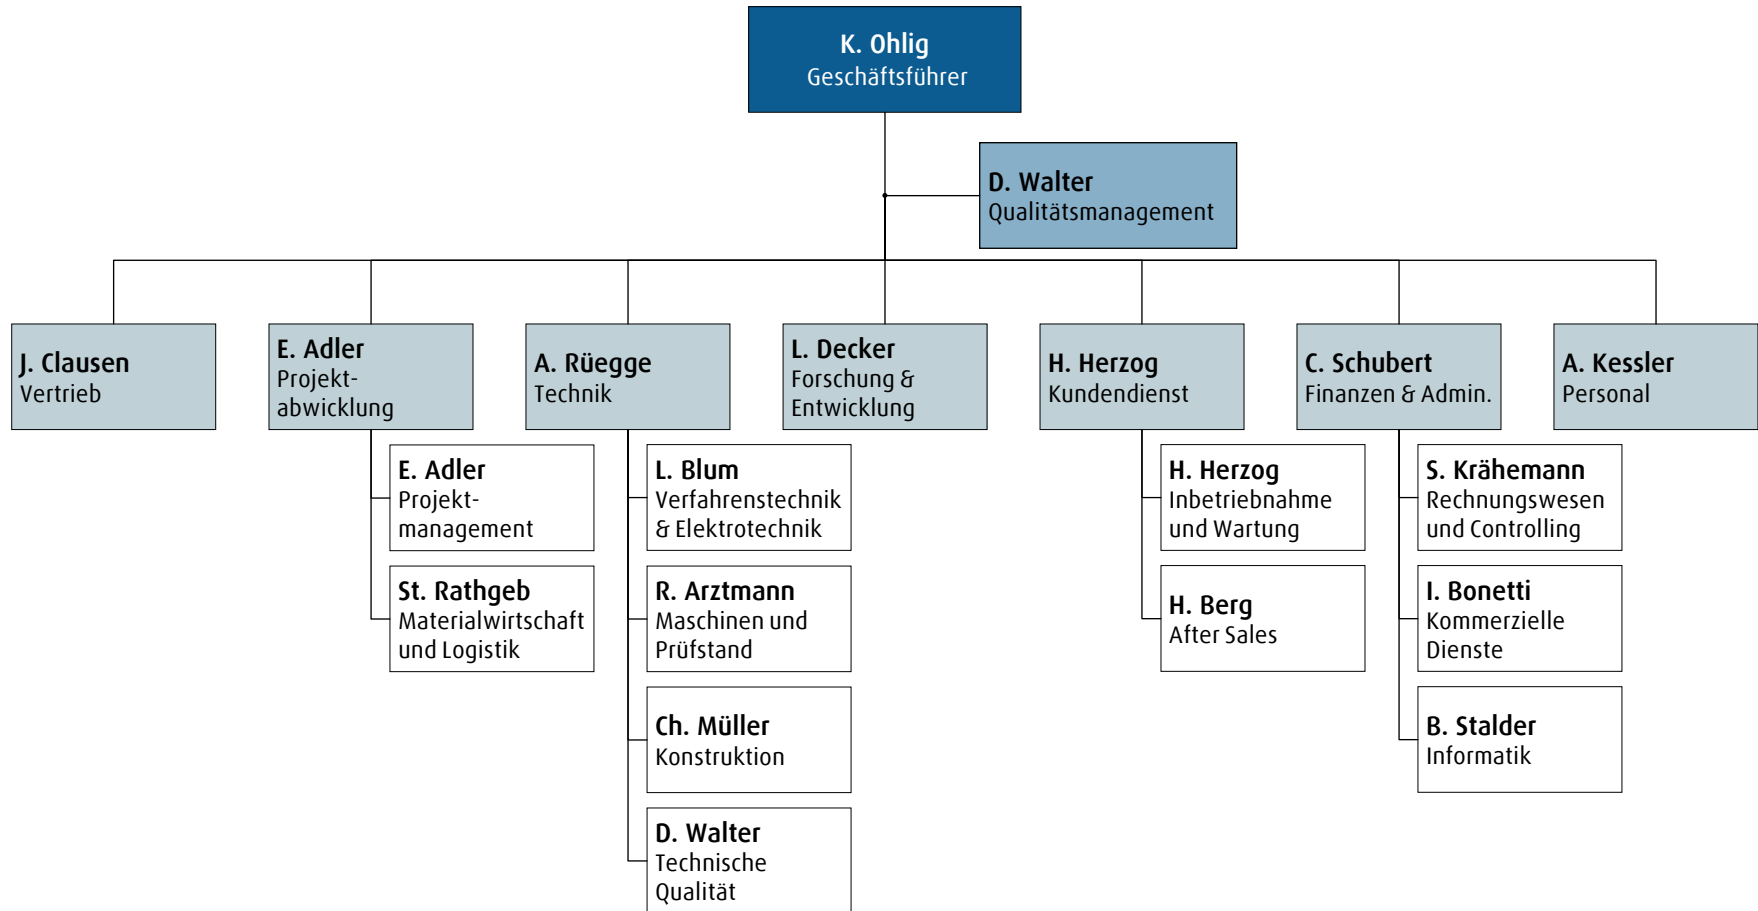 K. Ohlig
Geschäftsführer
D. Walter
Qualitätsmanagement
J. Clausen
Vertrieb
E. Adler
Projekt-
abwicklung
A. Rüegge
Technik
L. Decker
Forschung &
Entwicklung
H. Herzog
Kundendienst
C. Schubert
Finanzen & Admin.
A. Kessler
Personal
E. Adler
Projekt-
management
St. Rathgeb
Materialwirtschaft
und Logistik
L. Blum
Verfahrenstechnik
& Elektrotechnik
R. Arztmann
Maschinen und
Prüfstand
Ch. Müller
Konstruktion
D. Walter
Technische
Qualität
H. Herzog
Inbetriebnahme
und Wartung
H. Berg
After Sales
S. Krähemann
Rechnungswesen
und Controlling
I. Bonetti
Kommerzielle
Dienste
B. Stalder
Informatik